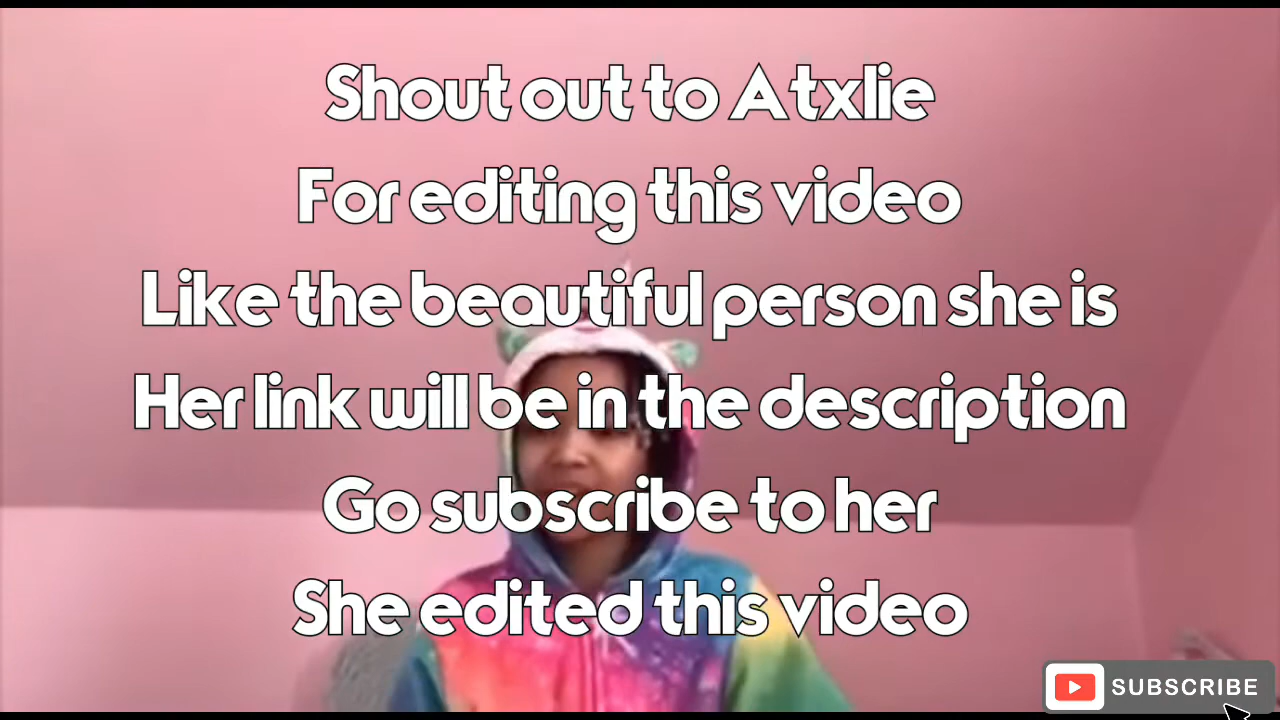 Shout out to Atxlie
For editing this video
Like the beautiful person she is
Her link will be in the description
Go subscribe to her
She edited this video
SUBSCRIBE